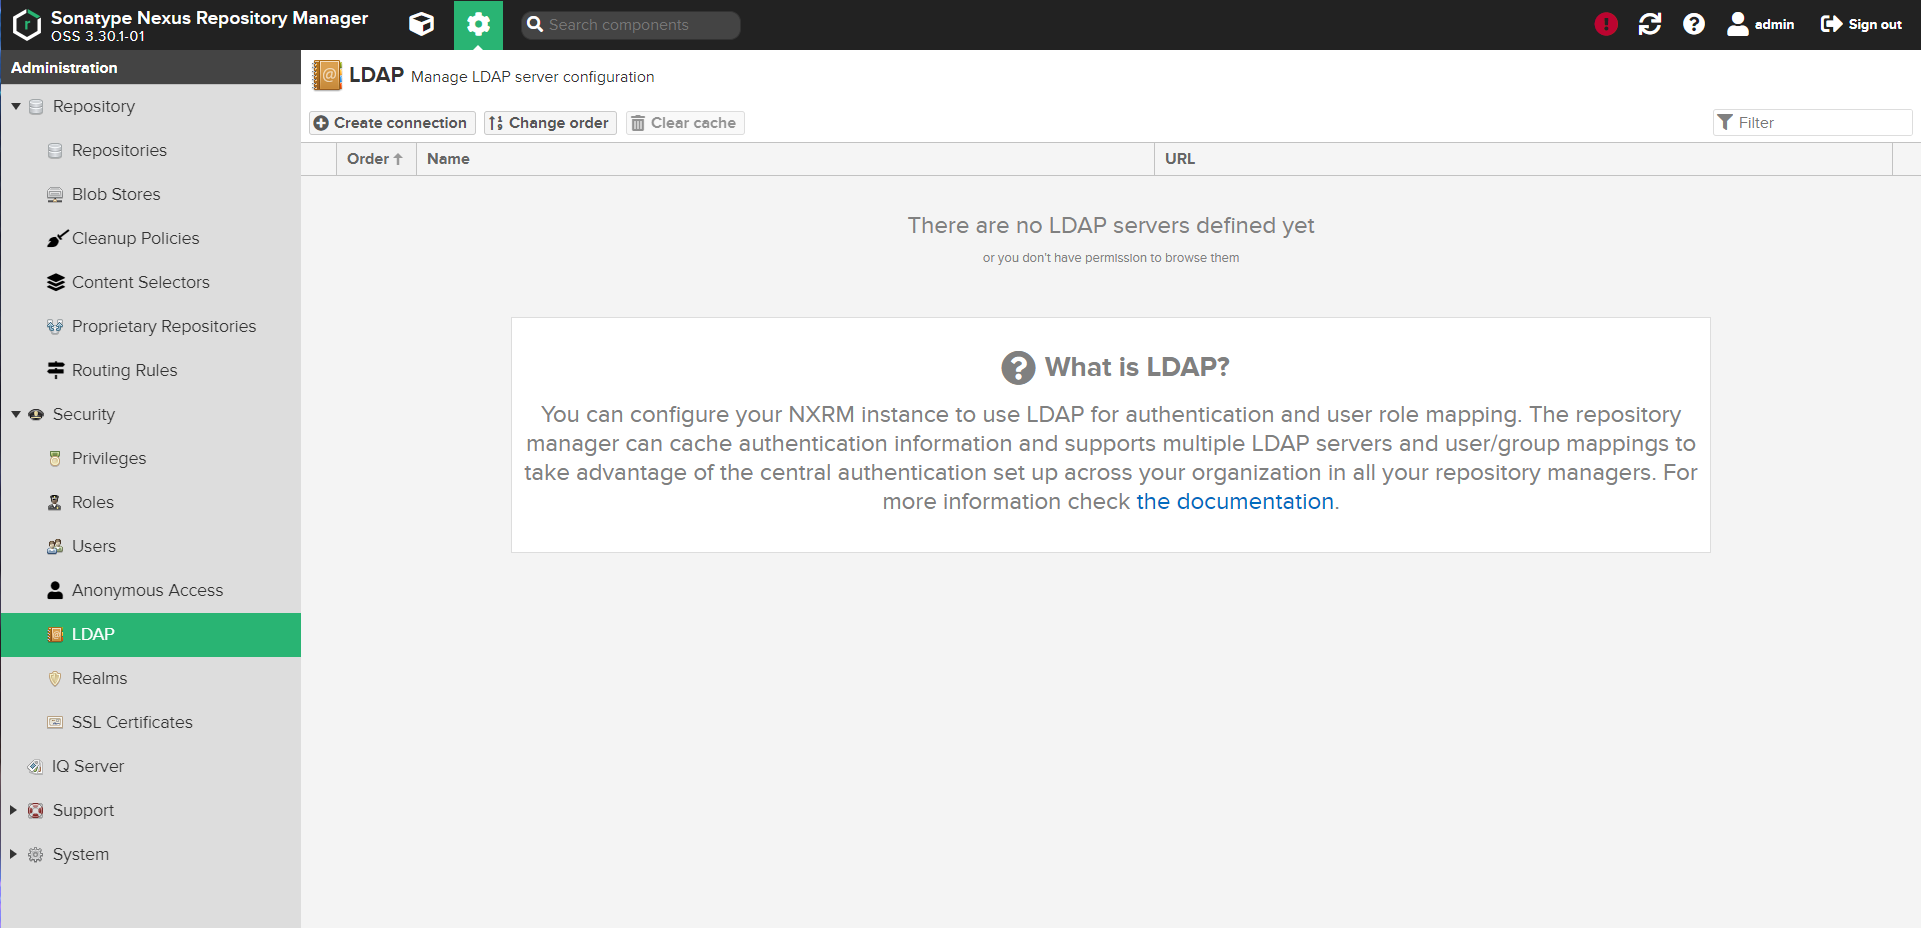 Sonatype Nexus Repository Manager
OSS 3.30.1-01
Search components
admin
Sign out
Administration
Repository
Repositories
Blob Stores
Cleanup Policies
Content Selectors
Proprietary Repositories
Routing Rules
Security
Privileges
Roles
Users
Anonymous Access
LDAP
Realms
SSL Certificates
IQ Server
Support
System
LDAP Manage LDAP server configuration
Create connection
Change order
Clear cache
Filter
Order
Name
URL
There are no LDAP servers defined yet
or you don't have permission to browse them
What is LDAP?
You can configure your NXRM instance to use LDAP for authentication and user role mapping. The repository
manager can cache authentication information and supports multiple LDAP servers and user/group mappings to
take advantage of the central authentication set up across your organization in all your repository managers. For
more information check the documentation.